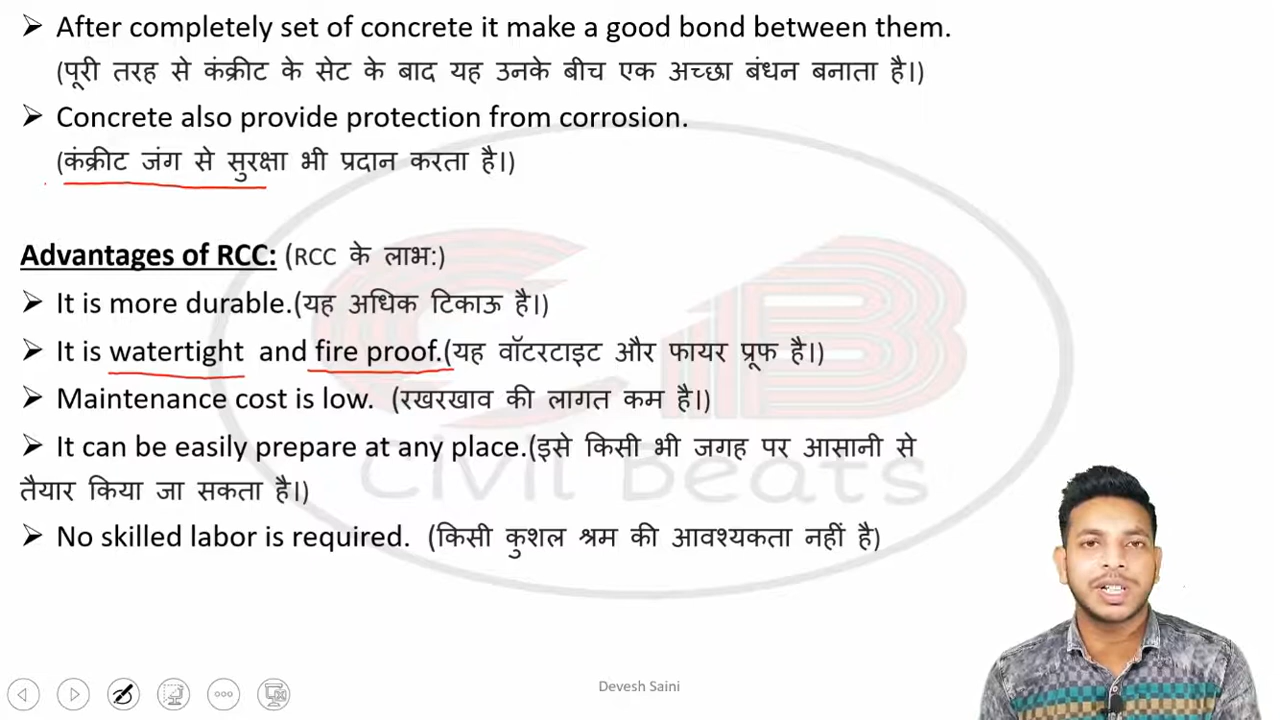 ➢ After completely set of concrete it make a good bond between them.
(पूरी तरह से कंक्रीट के सेट के बाद यह उनके बीच एक अच्छा बंधन बनाता है।)
➢ Concrete also provide protection from corrosion.
(कंक्रीट जंग से सुरक्षा भी प्रदान करता है।)
Advantages of RCC: (RCC के लाभ:)
➢ It is more durable.(यह अधिक टिकाऊ है।)
➢ It is watertight and fire proof.(यह वॉटरटाइट और फायर प्रूफ है।)
➢ Maintenance cost is low. (रखरखाव की लागत कम है।)
➢ It can be easily prepare at any place.(इसे किसी भी जगह पर आसानी से
तैयार किया जा सकता है।)
➢ No skilled labor is required. (किसी कुशल श्रम की आवश्यकता नहीं है)
CB
Civil Beats
Devesh Saini